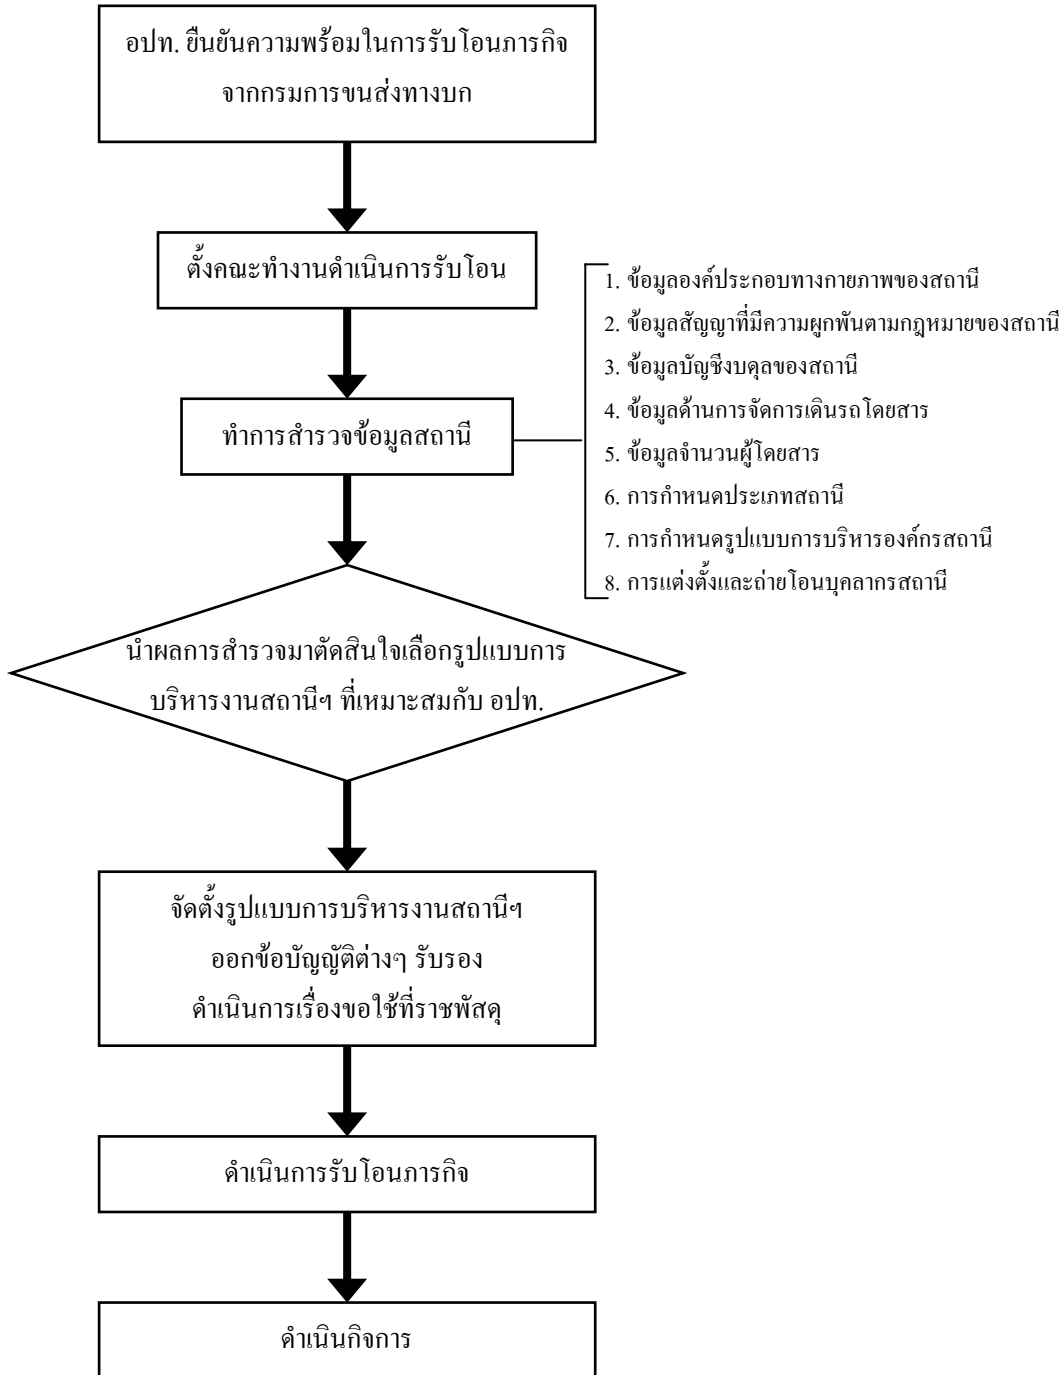 อปท. ยืนยันความพร้อมในการรับโอนภารกิจ
จากกรมการขนส่งทางบก
ตั้งคณะทำงานดำเนินการรับโอน
ทำการสำรวจข้อมูลสถานี
1. ข้อมูลองค์ประกอบทางกายภาพของสถานี
2. ข้อมูลสัญญาที่มีความผูกพันตามกฎหมายของสถานี
3. ข้อมูลบัญชีงบดุลของสถานี
4. ข้อมูลด้านการจัดการเดินรถโดยสาร
5. ข้อมูลจำนวนผู้โดยสาร
6. การกำหนดประเภทสถานี
7. การกำหนดรูปแบบการบริหารองค์กรสถานี
8. การแต่งตั้งและถ่ายโอนบุคลากรสถานี
นำผลการสำรวจมาตัดสินใจเลือกรูปแบบการ
บริหารงานสถานีฯ ที่เหมาะสมกับ อปท.
จัดตั้งรูปแบบการบริหารงานสถานีฯ
ออกข้อบัญญัติต่างๆ รับรอง
ดำเนินการเรื่องขอใช้ที่ราชพัสดุ
ดำเนินการรับโอนภารกิจ
ดำเนินกิจการ